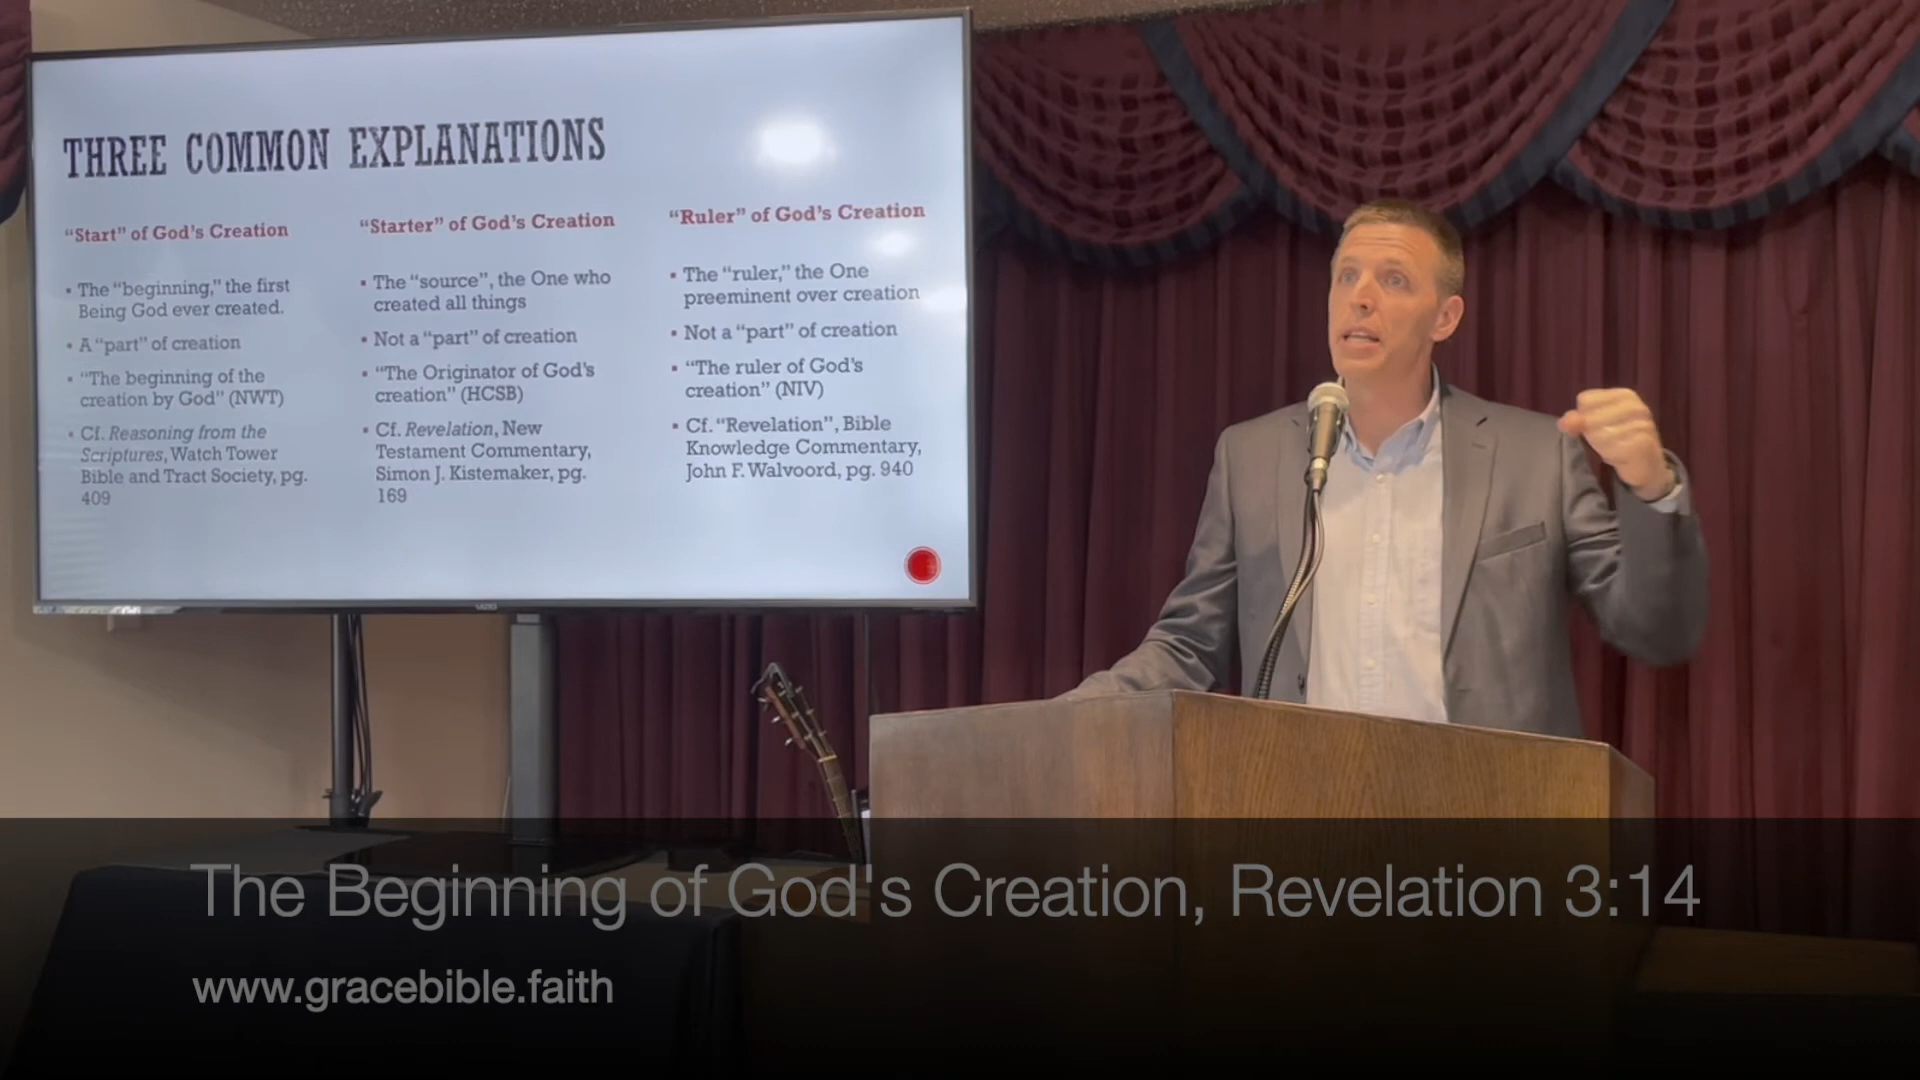 THREE COMMON EXPLANATIONS
“Start” of God’s Creation
▪ The “beginning,” the first
Being God ever created.
▪ A “part” of creation
▪ “The beginning of the
creation by God” (NWT)
▪ Cf. Reasoning from the
Scriptures, Watch Tower
Bible and Tract Society, pg.
409
“Starter” of God’s Creation
▪ The “source”, the One who
created all things
▪ Not a “part” of creation
▪ “The Originator of God’s
creation” (HCSB)
▪ Cf. Revelation, New
Testament Commentary,
Simon J. Kistemaker, pg.
169
“Ruler” of God’s Creation
▪ The “ruler,” the One
preeminent over creation
▪ Not a “part” of creation
▪ “The ruler of God’s
creation” (NIV)
▪ Cf. “Revelation”, Bible
Knowledge Commentary,
John F. Walvoord, pg. 940
VIZIO
The Beginning of God's Creation, Revelation 3:14
www.gracebible.faith